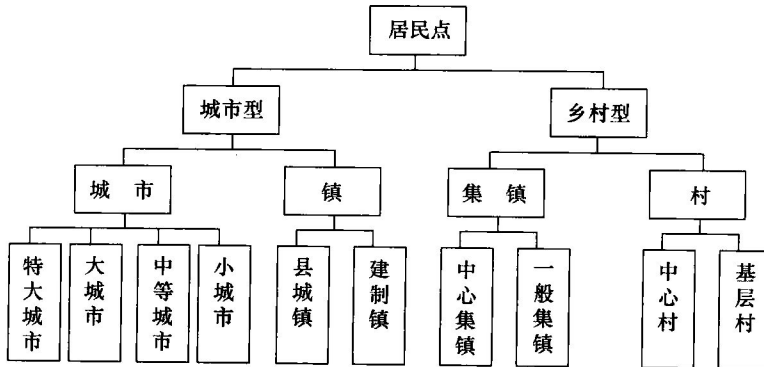 居民点
城市型
乡村型
城 市
镇
集 镇
村
特大城市
大城市
中等城市
小城市
县城镇
建制镇
中心集镇
一般集镇
中心村
基层村